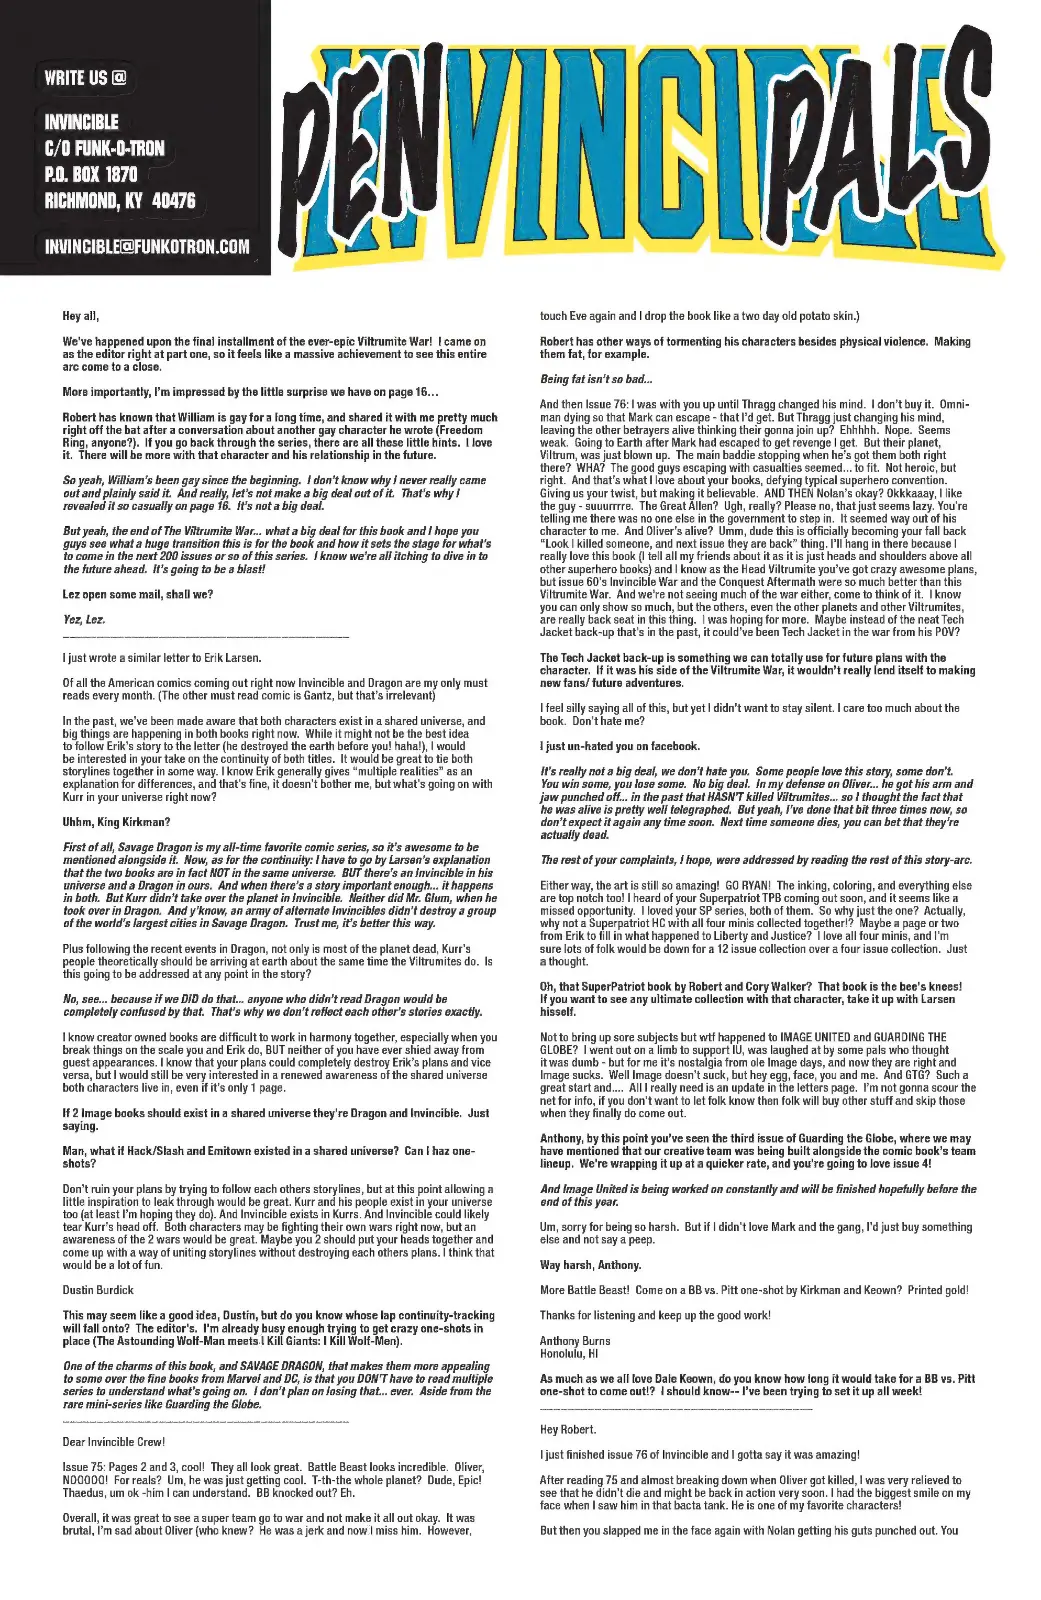 WRITE US @
INVINCIBLE
C/O FUNK-O-TRON
P.O. BOX 1870
RICHMOND, KY 40476
INVINCIBLE@FUNKOTRON.COM
INVINCIBLE
PEN PALS
Hey all,
We've happened upon the final installment of the ever-epic Viltrumite War! I came on
as the editor right at part one, so it feels like a massive achievement to see this entire
arc come to a close.
More importantly, I'm impressed by the little surprise we have on page 16...
Robert has known that William is gay for a long time, and shared it with me pretty much
right off the bat after a conversation about another gay character he wrote (Freedom
Ring, anyone?). If you go back through the series, there are all these little hints. I love
it. There will be more with that character and his relationship in the future.
So yeah, William's been gay since the beginning. I don't know why I never really came
out and plainly said it. And really, let's not make a big deal out of it. That's why I
revealed it so casually on page 16. It's not a big deal.
But yeah, the end of The Viltrumite War... what a big deal for this book and I hope you
guys see what a huge transition this is for the book and how it sets the stage for what's
to come in the next 200 issues or so of this series. I know we're all itching to dive in to
the future ahead. It's going to be a blast!
Lez open some mail, shall we?
Yez, Lez.
I just wrote a similar letter to Erik Larsen.
Of all the American comics coming out right now Invincible and Dragon are my only must
reads every month. (The other must read comic is Gantz, but that's irrelevant)
In the past, we've been made aware that both characters exist in a shared universe, and
big things are happening in both books right now. While it might not be the best idea
to follow Erik's story to the letter (he destroyed the earth before you! haha!), I would
be interested in your take on the continuity of both titles. It would be great to tie both
storylines together in some way. I know Erik generally gives "multiple realities" as an
explanation for differences, and that's fine, it doesn't bother me, but what's going on with
Kurr in your universe right now?
Uhhm, King Kirkman?
First of all, Savage Dragon is my all-time favorite comic series, so it's awesome to be
mentioned alongside it. Now, as for the continuity: I have to go by Larsen's explanation
that the two books are in fact NOT in the same universe. BUT there's an Invincible in his
universe and a Dragon in ours. And when there's a story important enough... it happens
in both. But Kurr didn't take over the planet in Invincible. Neither did Mr. Glum, when he
took over in Dragon. And y'know, an army of alternate Invincibles didn't destroy a group
of the world's largest cities in Savage Dragon. Trust me, it's better this way.
Plus following the recent events in Dragon, not only is most of the planet dead, Kurr's
people theoretically should be arriving at earth about the same time the Viltrumites do. Is
this going to be addressed at any point in the story?
No, see... because if we DID do that... anyone who didn't read Dragon would be
completely confused by that. That's why we don't reflect each other's stories exactly.
I know creator owned books are difficult to work in harmony together, especially when you
break things on the scale you and Erik do, BUT neither of you have ever shied away from
guest appearances. I know that your plans could completely destroy Erik's plans and vice
versa, but I would still be very interested in a renewed awareness of the shared universe
both characters live in, even if it's only 1 page.
If 2 Image books should exist in a shared universe they're Dragon and Invincible. Just
saying.
Man, what if Hack/Slash and Emitown existed in a shared universe? Can I haz one-
shots?
Don't ruin your plans by trying to follow each others storylines, but at this point allowing a
little inspiration to leak through would be great. Kurr and his people exist in your universe
too (at least I'm hoping they do). And Invincible exists in Kurrs. And Invincible could likely
tear Kurr's head off. Both characters may be fighting their own wars right now, but an
awareness of the 2 wars would be great. Maybe you 2 should put your heads together and
come up with a way of uniting storylines without destroying each others plans. I think that
would be a lot of fun.
Dustin Burdick
This may seem like a good idea, Dustin, but do you know whose lap continuity-tracking
will fall onto? The editor's. I'm already busy enough trying to get crazy one-shots in
place (The Astounding Wolf-Man meets I Kill Giants: I Kill Wolf-Men).
One of the charms of this book, and SAVAGE DRAGON, that makes them more appealing
to some over the fine books from Marvel and DC, is that you DON'T have to read multiple
series to understand what's going on. I don't plan on losing that... ever. Aside from the
rare mini-series like Guarding the Globe.
Dear Invincible Crew!
Issue 75: Pages 2 and 3, cool! They all look great. Battle Beast looks incredible. Oliver,
NOOOOO! For reals? Um, he was just getting cool. T-th-the whole planet? Dude, Epic!
Thaedus, um ok -him I can understand. BB knocked out? Eh.
Overall, it was great to see a super team go to war and not make it all out okay. It was
brutal, I'm sad about Oliver (who knew? He was a jerk and now I miss him. However,
touch Eve again and I drop the book like a two day old potato skin.)
Robert has other ways of tormenting his characters besides physical violence. Making
them fat, for example.
Being fat isn't so bad...
And then Issue 76: I was with you up until Thragg changed his mind. I don't buy it. Omni-
man dying so that Mark can escape - that I'd get. But Thragg just changing his mind,
leaving the other betrayers alive thinking their gonna join up? Ehhhhh. Nope. Seems
weak. Going to Earth after Mark had escaped to get revenge I get. But their planet,
Viltrum, was just blown up. The main baddie stopping when he's got them both right
there? WHA? The good guys escaping with casualties seemed... to fit. Not heroic, but
right. And that's what I love about your books, defying typical superhero convention.
Giving us your twist, but making it believable. AND THEN Nolan's okay? Okkkaaay, I like
the guy - suuurrrre. The Great Allen? Ugh, really? Please no, that just seems lazy. You're
telling me there was no one else in the government to step in. It seemed way out of his
character to me. And Oliver's alive? Umm, dude this is officially becoming your fall back
"Look I killed someone, and next issue they are back" thing. I'll hang in there because I
really love this book (I tell all my friends about it as it is just heads and shoulders above all
other superhero books) and I know as the Head Viltrumite you've got crazy awesome plans,
but issue 60's Invincible War and the Conquest Aftermath were so much better than this
Viltrumite War. And we're not seeing much of the war either, come to think of it. I know
you can only show so much, but the others, even the other planets and other Viltrumites,
are really back seat in this thing. I was hoping for more. Maybe instead of the neat Tech
Jacket back-up that's in the past, it could've been Tech Jacket in the war from his POV?
The Tech Jacket back-up is something we can totally use for future plans with the
character. If it was his side of the Viltrumite War, it wouldn't really lend itself to making
new fans/ future adventures.
I feel silly saying all of this, but yet I didn't want to stay silent. I care too much about the
book. Don't hate me?
I just un-hated you on facebook.
It's really not a big deal, we don't hate you. Some people love this story, some don't.
You win some, you lose some. No big deal. In my defense on Oliver... he got his arm and
jaw punched off... in the past that HASN'T killed Viltrumites... so I thought the fact that
he was alive is pretty well telegraphed. But yeah, I've done that bit three times now, so
don't expect it again any time soon. Next time someone dies, you can bet that they're
actually dead.
The rest of your complaints, I hope, were addressed by reading the rest of this story-arc.
Either way, the art is still so amazing! GO RYAN! The inking, coloring, and everything else
are top notch too! I heard of your Superpatriot TPB coming out soon, and it seems like a
missed opportunity. I loved your SP series, both of them. So why just the one? Actually,
why not a Superpatriot HC with all four minis collected together!? Maybe a page or two
from Erik to fill in what happened to Liberty and Justice? I love all four minis, and I'm
sure lots of folk would be down for a 12 issue collection over a four issue collection. Just
a thought.
Oh, that SuperPatriot book by Robert and Cory Walker? That book is the bee's knees!
If you want to see any ultimate collection with that character, take it up with Larsen
hisself.
Not to bring up sore subjects but wtf happened to IMAGE UNITED and GUARDING THE
GLOBE? I went out on a limb to support IU, was laughed at by some pals who thought
it was dumb - but for me it's nostalgia from ole Image days, and now they are right and
Image sucks. Well Image doesn't suck, but hey egg, face, you and me. And GTG? Such a
great start and.... All I really need is an update in the letters page. I'm not gonna scour the
net for info, if you don't want to let folk know then folk will buy other stuff and skip those
when they finally do come out.
Anthony, by this point you've seen the third issue of Guarding the Globe, where we may
have mentioned that our creative team was being built alongside the comic book's team
lineup. We're wrapping it up at a quicker rate, and you're going to love issue 4!
And Image United is being worked on constantly and will be finished hopefully before the
end of this year.
Um, sorry for being so harsh. But if I didn't love Mark and the gang, I'd just buy something
else and not say a peep.
Way harsh, Anthony.
More Battle Beast! Come on a BB vs. Pitt one-shot by Kirkman and Keown? Printed gold!
Thanks for listening and keep up the good work!
Anthony Burns
Honolulu, HI
As much as we all love Dale Keown, do you know how long it would take for a BB vs. Pitt
one-shot to come out!? I should know-- I've been trying to set it up all week!
Hey Robert.
I just finished issue 76 of Invincible and I gotta say it was amazing!
After reading 75 and almost breaking down when Oliver got killed, I was very relieved to
see that he didn't die and might be back in action very soon. I had the biggest smile on my
face when I saw him in that bacta tank. He is one of my favorite characters!
But then you slapped me in the face again with Nolan getting his guts punched out. You